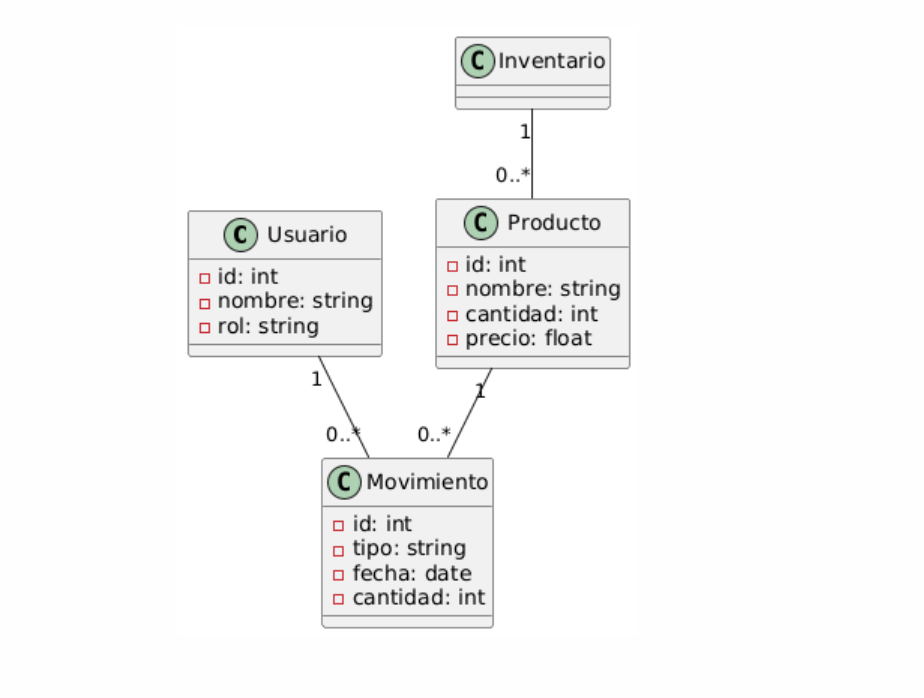 C Inventario
1
0..*
C Usuario
id: int
nombre: string
rol: string
C Producto
id: int
nombre: string
cantidad: int
precio: float
1
1
0..*
0..*
C Movimiento
id: int
tipo: string
fecha: date
cantidad: int